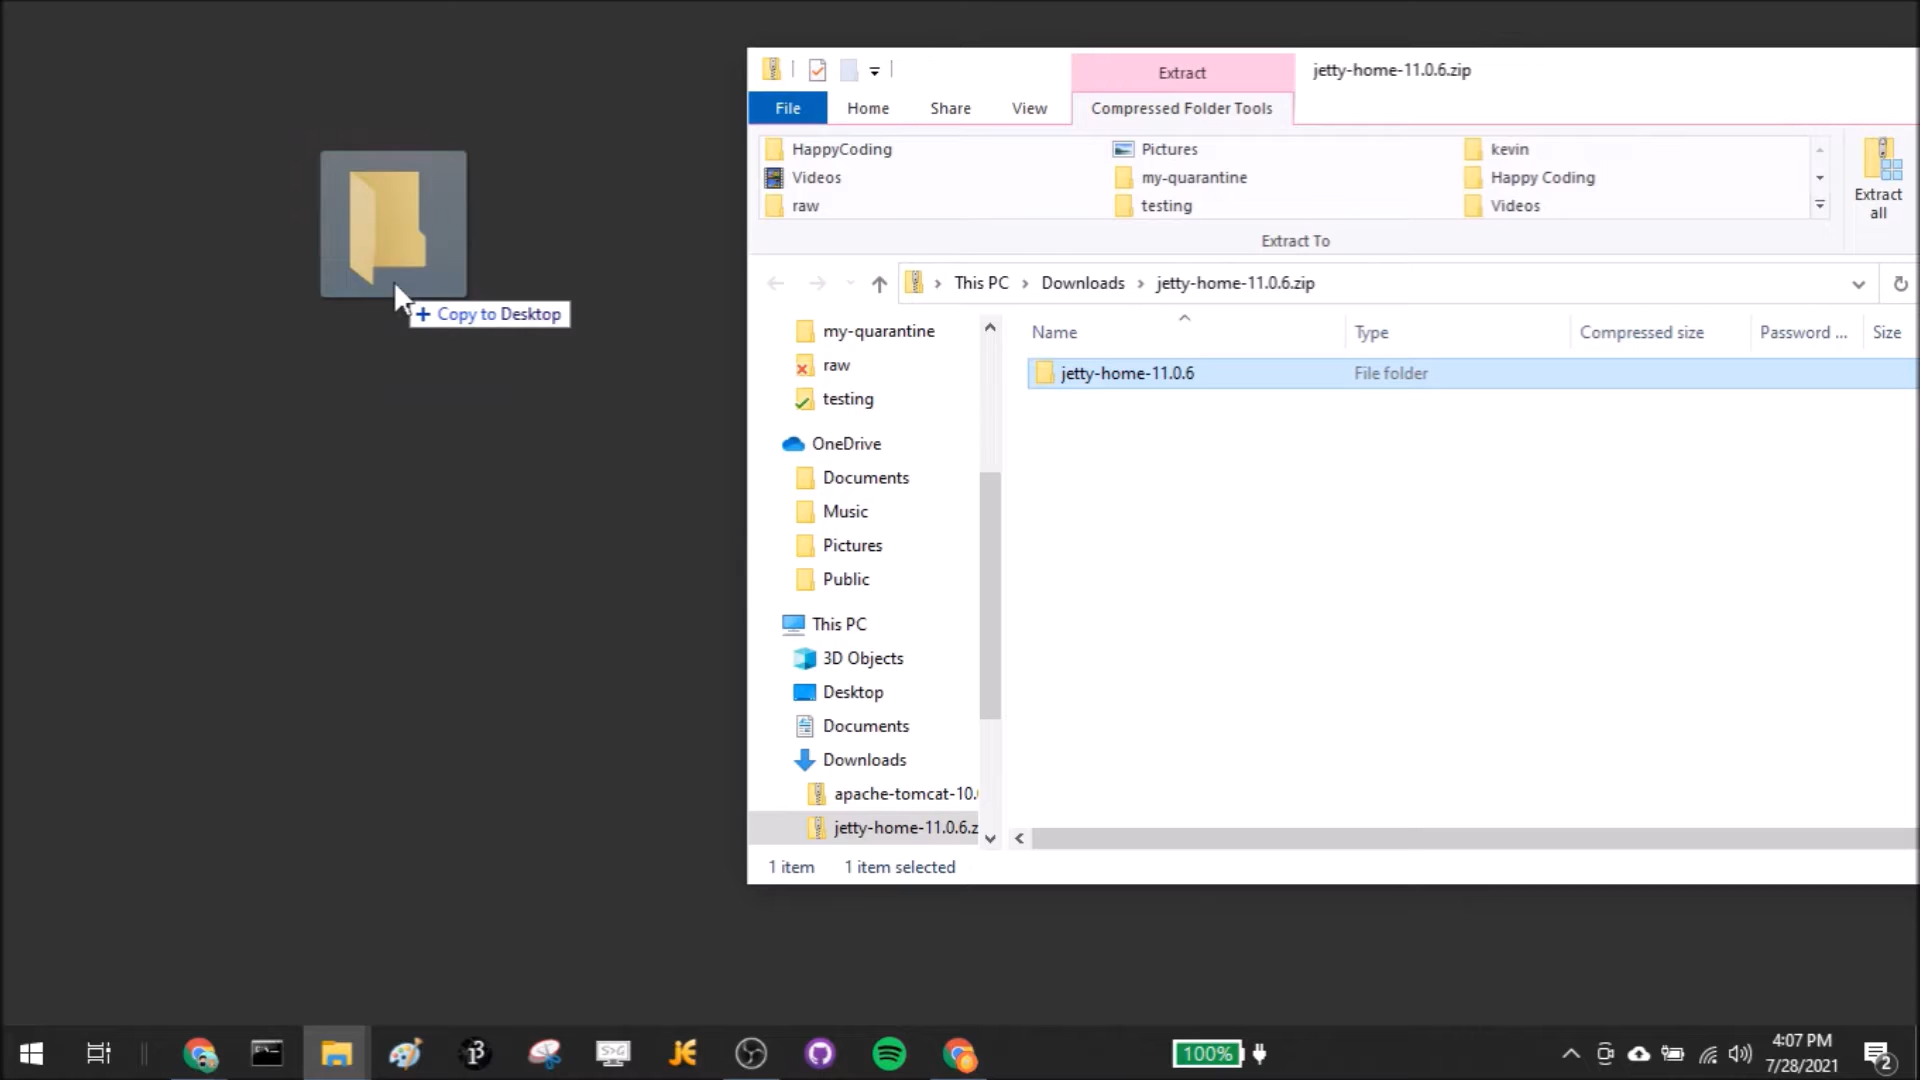 Extract
jetty-home-11.0.6.zip
File
Home
Share
View
Compressed Folder Tools
HappyCoding
Pictures
kevin
Videos
my-quarantine
Happy Coding
raw
testing
Videos
Extract
all
Extract To
This PC
Downloads
jetty-home-11.0.6.zip
+ Copy to Desktop
my-quarantine
raw
testing
OneDrive
Documents
Music
Pictures
Public
This PC
3D Objects
Desktop
Documents
Downloads
apache-tomcat-10.
jetty-home-11.0.6.z
Name
Type
Compressed size
Password ...
Size
jetty-home-11.0.6
File folder
1 item
1 item selected
100%
4:07 PM
7/28/2021
2